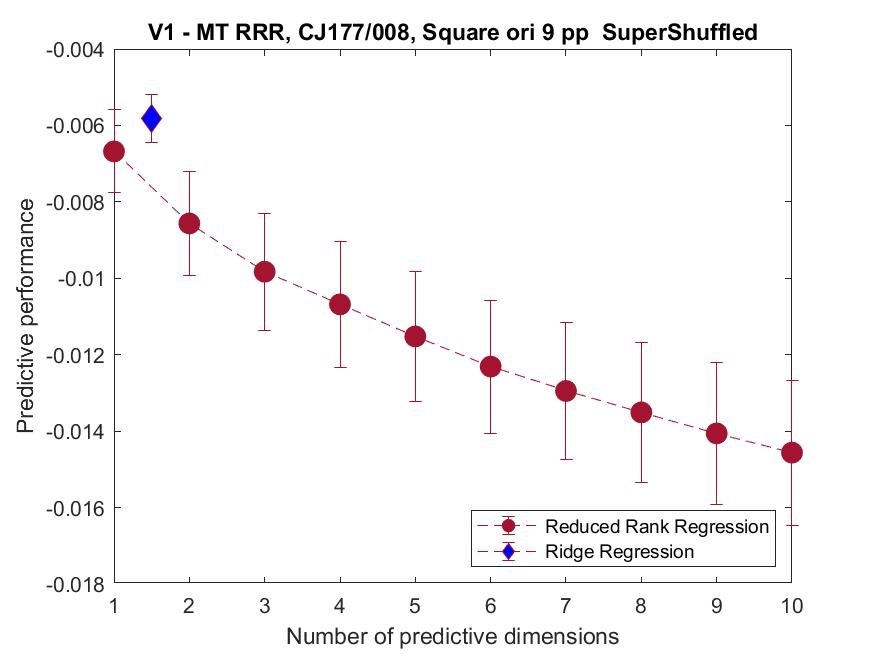 V1 - MT RRR, CJ177/008, Square ori 9 pp  SuperShuffled
-0.004
-0.006
-0.008
-0.01
-0.012
-0.014
-0.016
-0.018
Predictive performance
Reduced Rank Regression
Ridge Regression
1 2 3 4 5 6 7 8 9 10
Number of predictive dimensions